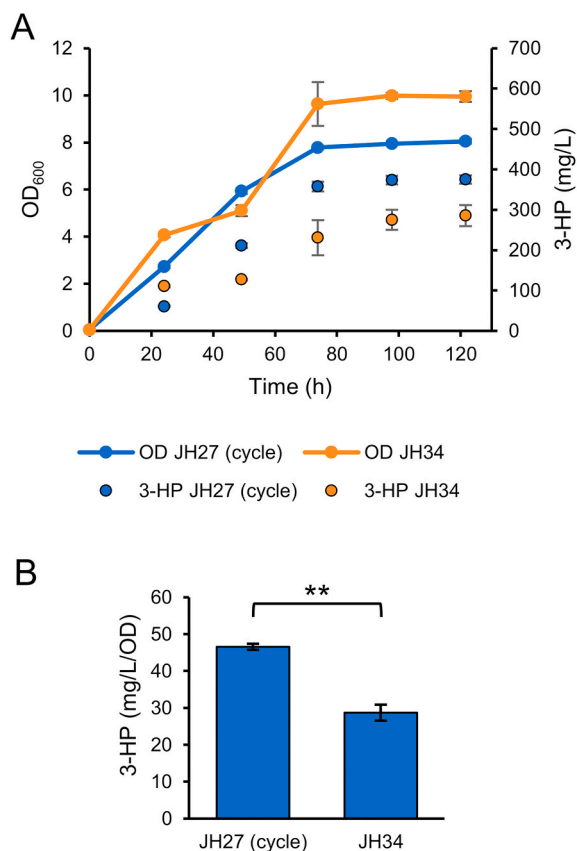 A
12
10
8
6
4
2
0
OD600
700
600
500
400
300
200
100
0
3-HP (mg/L)
0 20 40 60 80 100 120
Time (h)
OD JH27 (cycle) OD JH34
3-HP JH27 (cycle) 3-HP JH34
B
**
60
50
40
30
20
10
0
3-HP (mg/L/OD)
JH27 (cycle) JH34